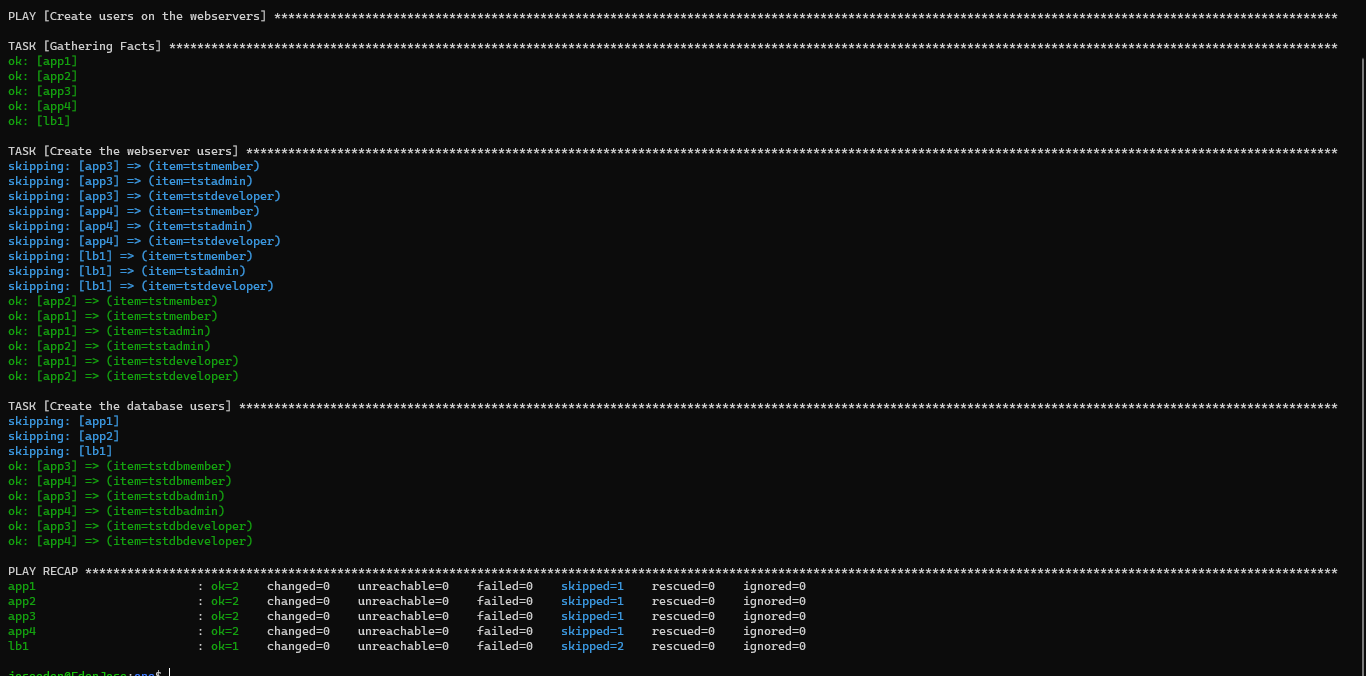 PLAY [Create users on the webservers] ********************************************************************************************************************************************************
TASK [Gathering Facts] ***********************************************************************************************************************************************************************
ok: [app1]
ok: [app2]
ok: [app3]
ok: [app4]
ok: [lb1]
TASK [Create the webserver users] ************************************************************************************************************************************************************
skipping: [app3] => (item=tstmember)
skipping: [app3] => (item=tstadmin)
skipping: [app3] => (item=tstdeveloper)
skipping: [app4] => (item=tstmember)
skipping: [app4] => (item=tstadmin)
skipping: [app4] => (item=tstdeveloper)
skipping: [lb1] => (item=tstmember)
skipping: [lb1] => (item=tstadmin)
skipping: [lb1] => (item=tstdeveloper)
ok: [app2] => (item=tstmember)
ok: [app1] => (item=tstmember)
ok: [app1] => (item=tstadmin)
ok: [app2] => (item=tstadmin)
ok: [app1] => (item=tstdeveloper)
ok: [app2] => (item=tstdeveloper)
TASK [Create the database users] *************************************************************************************************************************************************************
skipping: [app1]
skipping: [app2]
skipping: [lb1]
ok: [app3] => (item=tstdbmember)
ok: [app4] => (item=tstdbmember)
ok: [app3] => (item=tstdbadmin)
ok: [app4] => (item=tstdbadmin)
ok: [app3] => (item=tstdbdeveloper)
ok: [app4] => (item=tstdbdeveloper)
PLAY RECAP ***********************************************************************************************************************************************************************************
app1 : ok=2 changed=0 unreachable=0 failed=0 skipped=1 rescued=0 ignored=0
app2 : ok=2 changed=0 unreachable=0 failed=0 skipped=1 rescued=0 ignored=0
app3 : ok=2 changed=0 unreachable=0 failed=0 skipped=1 rescued=0 ignored=0
app4 : ok=2 changed=0 unreachable=0 failed=0 skipped=1 rescued=0 ignored=0
lb1 : ok=1 changed=0 unreachable=0 failed=0 skipped=2 rescued=0 ignored=0